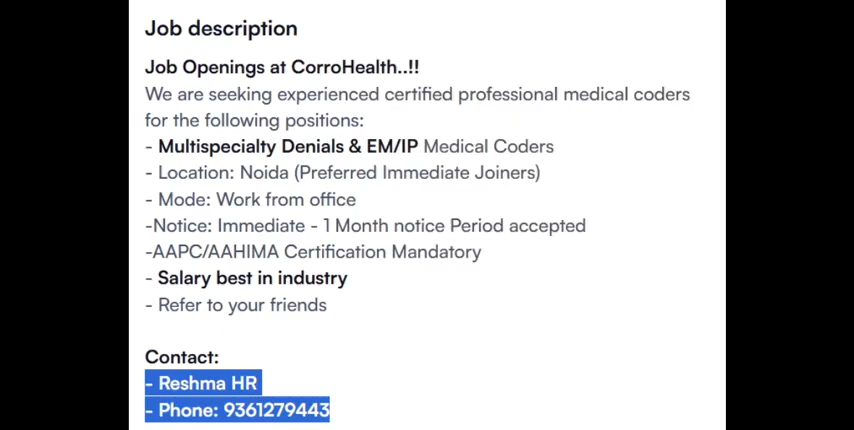 Job description
Job Openings at CorroHealth..!!
We are seeking experienced certified professional medical coders
for the following positions:
- Multispecialty Denials & EM/IP Medical Coders
- Location: Noida (Preferred Immediate Joiners)
- Mode: Work from office
-Notice: Immediate - 1 Month notice Period accepted
-AAPC/AAHIMA Certification Mandatory
- Salary best in industry
- Refer to your friends
Contact:
- Reshma HR
- Phone: 9361279443